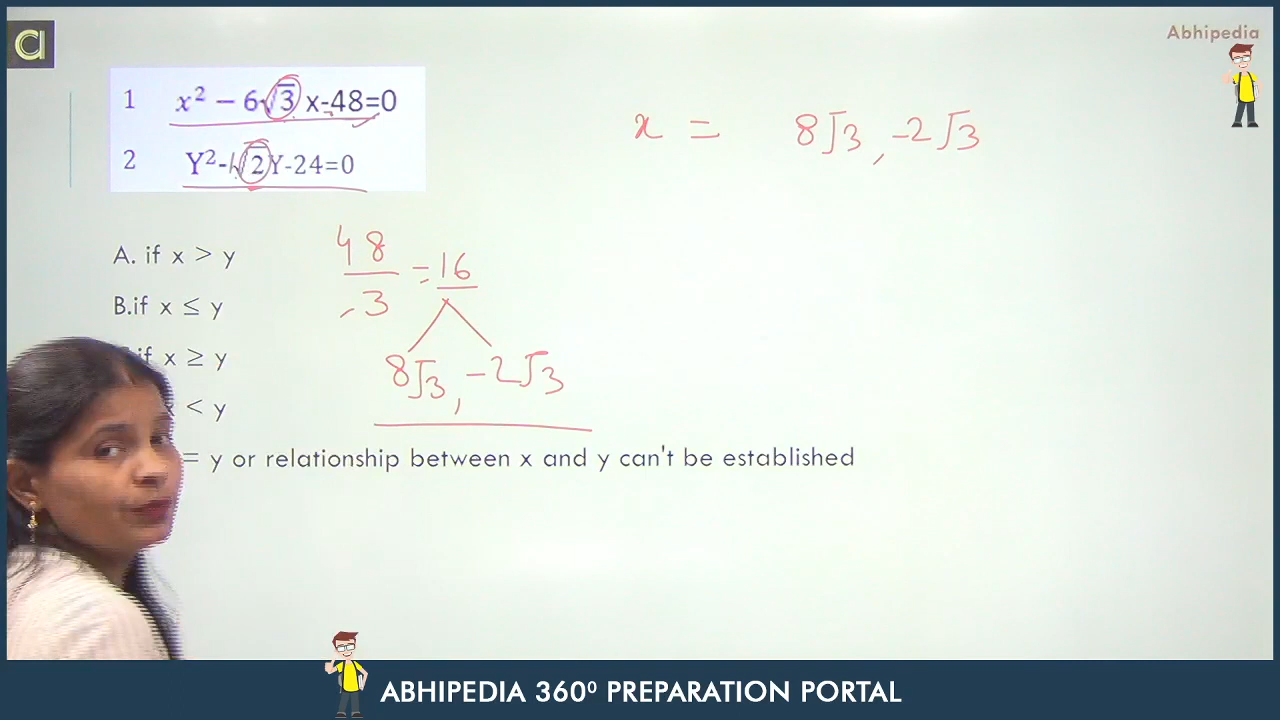 Abhipedia
1 x² − 6√3 x-48=0
2 Y²-√2Y-24=0
x = 8√3, -2√3
A. if x > y
48/3 = 16
B.if x ≤ y
if x ≥ y
8√3, -2√3
< y
= y or relationship between x and y can't be established
ABHIPEDIA 360⁰ PREPARATION PORTAL